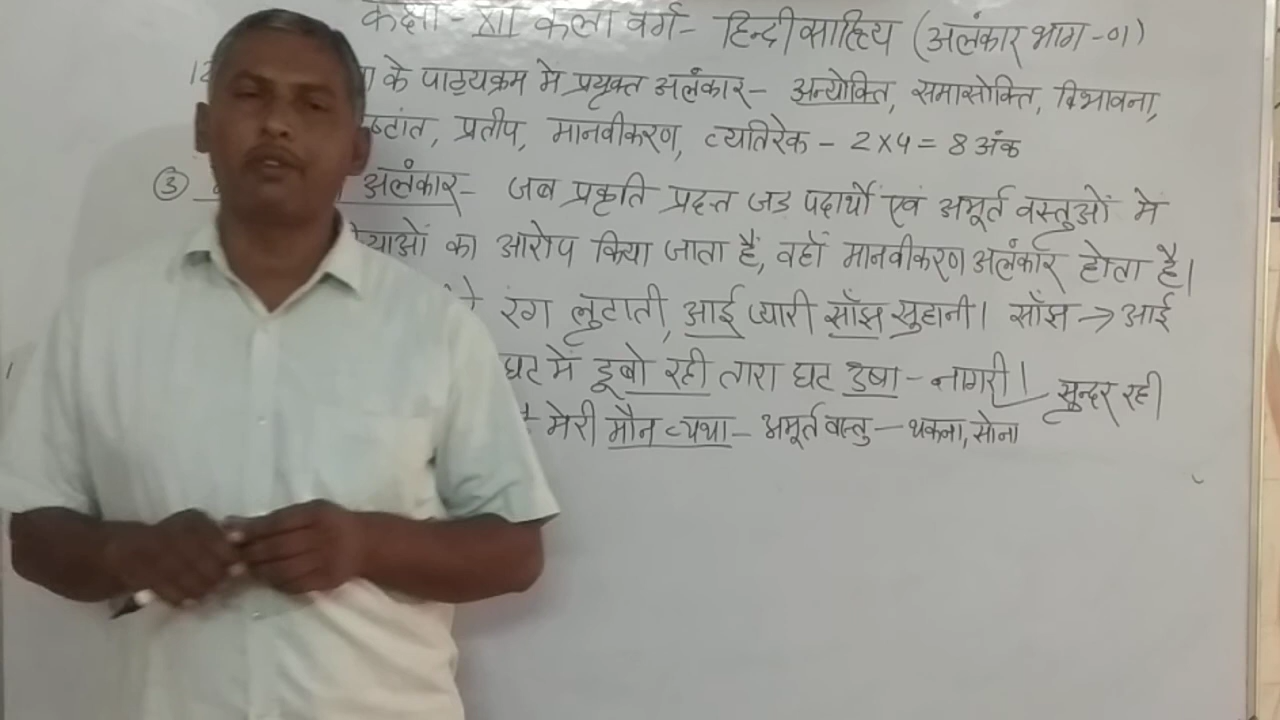 कक्षा - XII कला वर्ग - हिन्दी साहित्य (अलंकार भाग - 01)
के पाठ्यक्रम मे प्रयुक्त अलंकार - अन्योक्ति, समासोक्ति, विभावना,
प्रतीप, मानवीकरण, व्यतिरेक - 2 X 4 = 8 अंक
③ अलंकार - जब प्रकृति प्रदत्त जड पदार्थो एवं अमूर्त वस्तुओं मे
का आरोप किया जाता है, वहाँ मानवीकरण अलंकार होता है।
रंग लुटाती, आई प्यारी साँझ सुहानी। साँझ → आई
घट में डूबो रही तारा घट उषा - नागरी। सुन्दर रही
मेरी मौन व्यथा - अमूर्त वास्तु - थकना, सोना